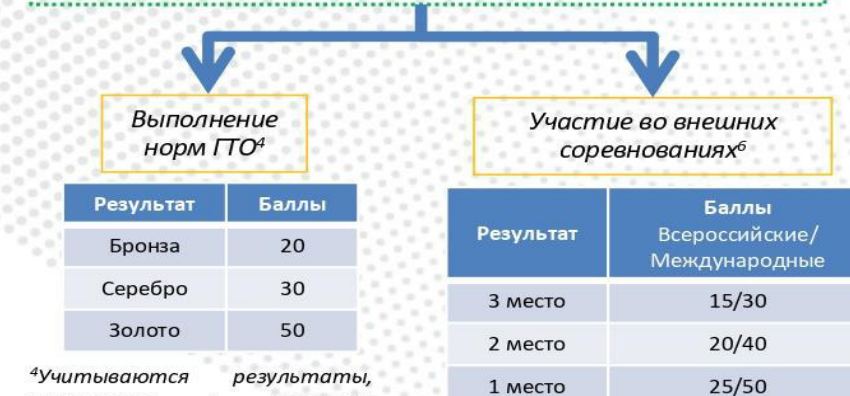 Выполнение
норм ГТО⁴
Результат Баллы
Бронза 20
Серебро 30
Золото 50
⁴Учитываются результаты,
Участие во внешних
соревнованиях⁶
Результат
Баллы
Всероссийские/
Международные
3 место 15/30
2 место 20/40
1 место 25/50